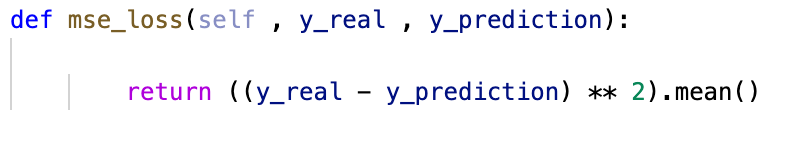 def mse_loss(self , y_real , y_prediction):
return ((y_real - y_prediction) ** 2).mean()